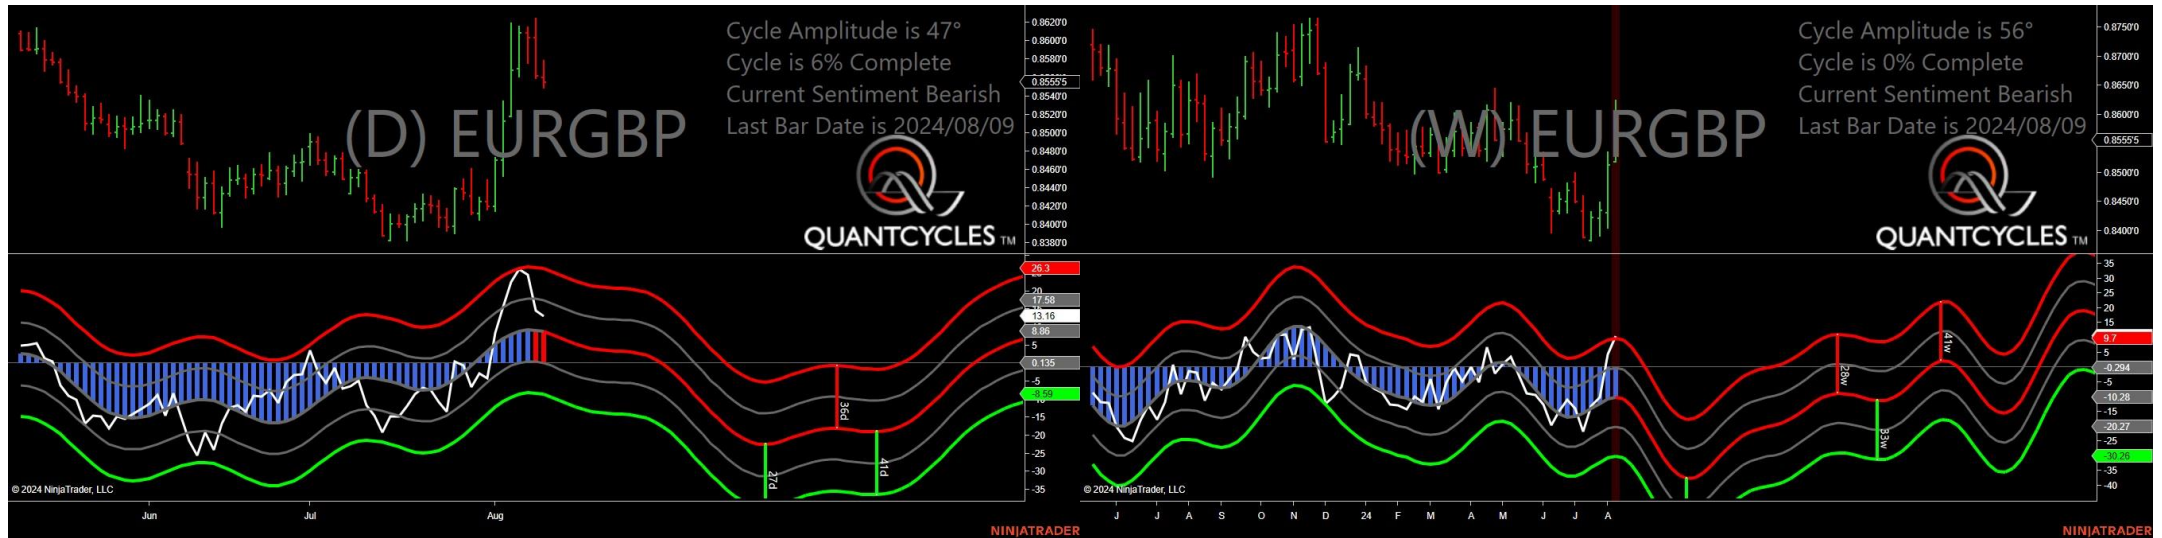 Cycle Amplitude is 47°
Cycle is 6% Complete
Current Sentiment Bearish
Last Bar Date is 2024/08/09
(D) EURGBP
QUANTCYCLES TM
0.8620'0
0.8600'0
0.8580'0
0.8555'5
0.8540'0
0.8520'0
0.8500'0
0.8480'0
0.8460'0
0.8440'0
0.8420'0
0.8400'0
0.8380'0
26.3
20
17.58
13.16
8.86
5
0.135
-5
-8.59
-15
-20
-25
-30
-35
36d
27d
41d
© 2024 NinjaTrader, LLC
Jun
Jul
Aug
NINJATRADER
Cycle Amplitude is 56°
Cycle is 0% Complete
Current Sentiment Bearish
Last Bar Date is 2024/08/09
(W) EURGBP
QUANTCYCLES TM
0.8750'0
0.8700'0
0.8650'0
0.8600'0
0.8555'5
0.8500'0
0.8450'0
0.8400'0
35
30
25
20
15
9.7
5
-0.294
-5
-10.28
-15
-20.27
-25
-30.26
-35
-40
28w
33w
41w
© 2024 NinjaTrader, LLC
J J A S O N D 24 F M A M J J A
NINJATRADER